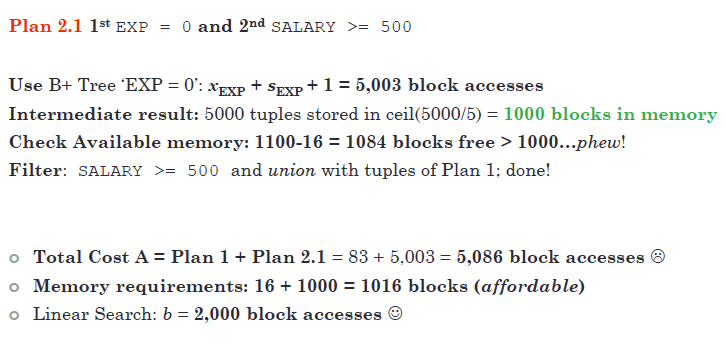 Plan 2.1 1st EXP = 0 and 2nd SALARY >= 500
Use B+ Tree ‘EXP = 0’: xEXP + sEXP + 1 = 5,003 block accesses
Intermediate result: 5000 tuples stored in ceil(5000/5) = 1000 blocks in memory
Check Available memory: 1100-16 = 1084 blocks free > 1000…phew!
Filter: SALARY >= 500 and union with tuples of Plan 1; done!
o Total Cost A = Plan 1 + Plan 2.1 = 83 + 5,003 = 5,086 block accesses ☹
o Memory requirements: 16 + 1000 = 1016 blocks (affordable)
o Linear Search: b = 2,000 block accesses ☺